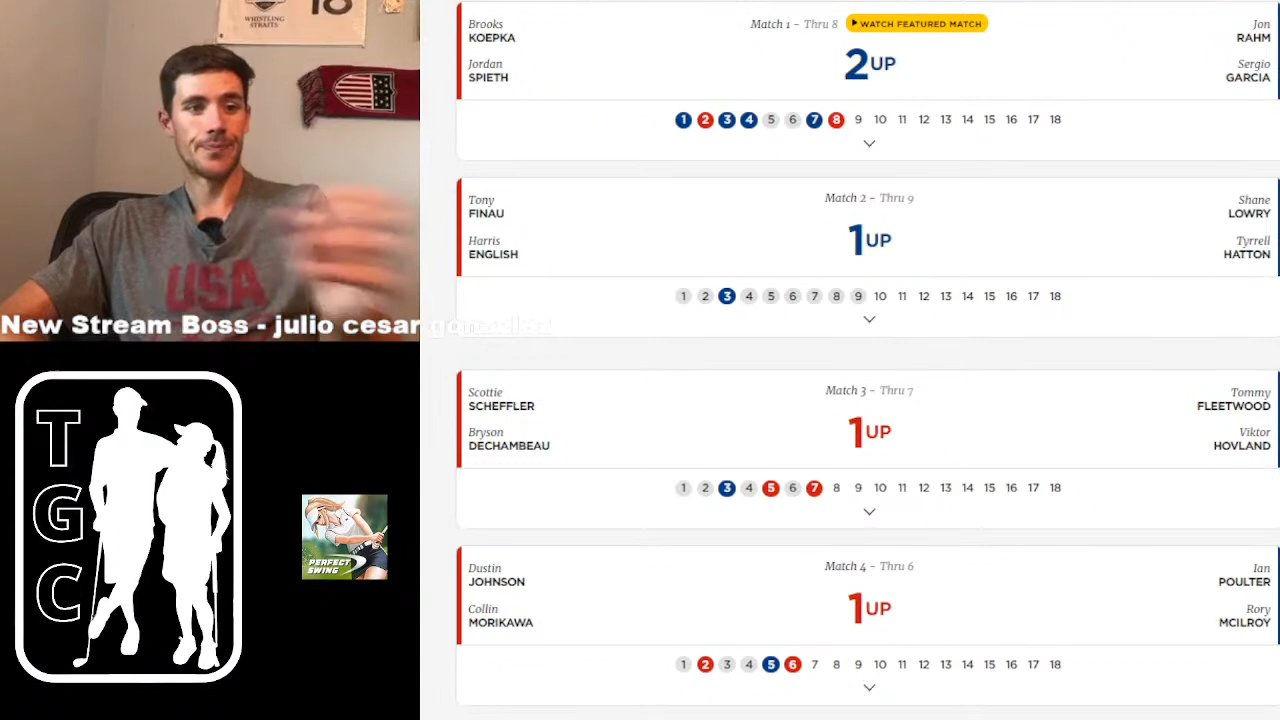 WHISTLING
STRAITS
18
USA
New Stream Boss - julio cesar gonzalez
T
G
C
PERFECT
SWING
Brooks
KOEPKA
Jordan
SPIETH
Match 1 - Thru 8
WATCH FEATURED MATCH
2UP
Jon
RAHM
Sergio
GARCIA
1 2 3 4 5 6 7 8 9 10 11 12 13 14 15 16 17 18
Tony
FINAU
Harris
ENGLISH
Match 2 - Thru 9
1UP
Shane
LOWRY
Tyrrell
HATTON
1 2 3 4 5 6 7 8 9 10 11 12 13 14 15 16 17 18
Scottie
SCHEFFLER
Bryson
DECHAMBEAU
Match 3 - Thru 7
1UP
Tommy
FLEETWOOD
Viktor
HOVLAND
1 2 3 4 5 6 7 8 9 10 11 12 13 14 15 16 17 18
Dustin
JOHNSON
Collin
MORIKAWA
Match 4 - Thru 6
1UP
Ian
POULTER
Rory
MCILROY
1 2 3 4 5 6 7 8 9 10 11 12 13 14 15 16 17 18